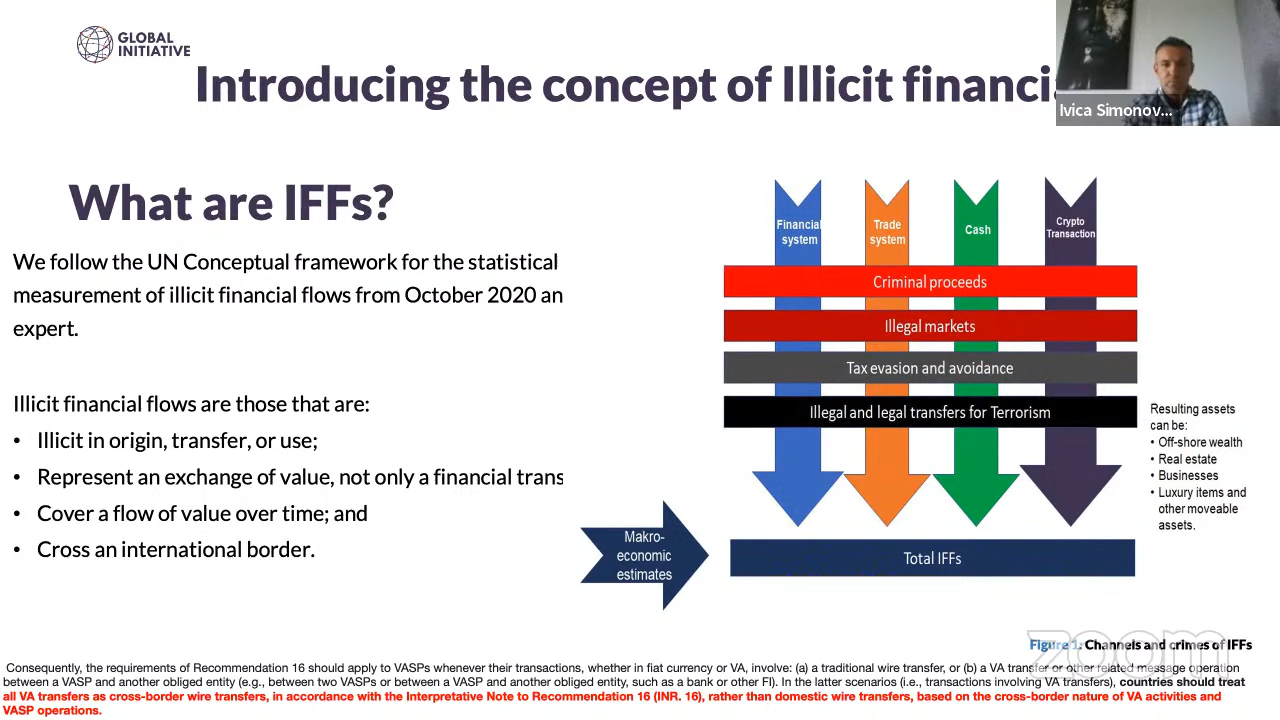 GLOBAL
INITIATIVE
Introducing the concept of Illicit financia
Ivica Simonov...
What are IFFs?
We follow the UN Conceptual framework for the statistical
measurement of illicit financial flows from October 2020 an
expert.
Illicit financial flows are those that are:
• Illicit in origin, transfer, or use;
• Represent an exchange of value, not only a financial trans
• Cover a flow of value over time; and
• Cross an international border.
Financial
system
Trade
system
Cash
Crypto
Transaction
Criminal proceeds
Illegal markets
Tax evasion and avoidance
Illegal and legal transfers for Terrorism
Resulting assets
can be:
• Off-shore wealth
• Real estate
• Businesses
• Luxury items and
other moveable
assets.
Makro-
economic
estimates
Total IFFs
Figure 1: Channels and crimes of IFFs
zoom
Consequently, the requirements of Recommendation 16 should apply to VASPs whenever their transactions, whether in fiat currency or VA, involve: (a) a traditional wire transfer, or (b) a VA transfer or other related message operation
between a VASP and another obliged entity (e.g., between two VASPs or between a VASP and another obliged entity, such as a bank or other FI). In the latter scenarios (i.e., transactions involving VA transfers), countries should treat
all VA transfers as cross-border wire transfers, in accordance with the Interpretative Note to Recommendation 16 (INR. 16), rather than domestic wire transfers, based on the cross-border nature of VA activities and
VASP operations.